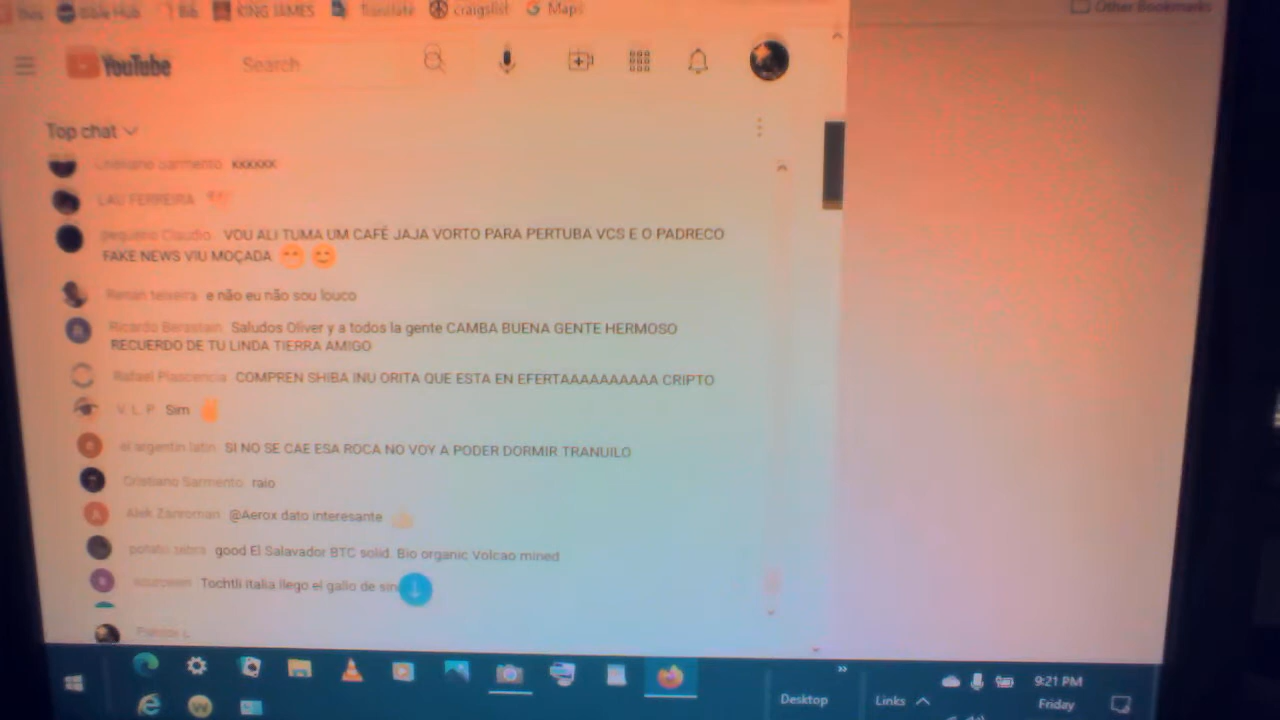 Bible Hub
Bib
KING JAMES
Translate
craigslist
Maps
Other Bookmarks
YouTube
Search
Top chat
Cristiano Sarmento kkkkkk
LAU FERREIRA
pequeno Claudio VOU ALI TUMA UM CAFÉ JAJA VORTO PARA PERTUBA VCS E O PADRECO
FAKE NEWS VIU MOÇADA 😁 😊
Renan teixeira e não eu não sou louco
Ricardo Berastain Saludos Oliver y a todos la gente CAMBA BUENA GENTE HERMOSO
RECUERDO DE TU LINDA TIERRA AMIGO
Rafael Plascencia COMPREN SHIBA INU ORITA QUE ESTA EN EFERTAAAAAAAAAA CRIPTO
V. L. P. Sim ✌
el argentin latin SI NO SE CAE ESA ROCA NO VOY A PODER DORMIR TRANUILO
Cristiano Sarmento raio
Alek Zanroman @Aerox dato interesante
potato zebra good El Salavador BTC solid. Bio organic Volcao mined
Tochtli italia llego el gallo de sin
Patrick L
Desktop
Links
9:21 PM
Friday